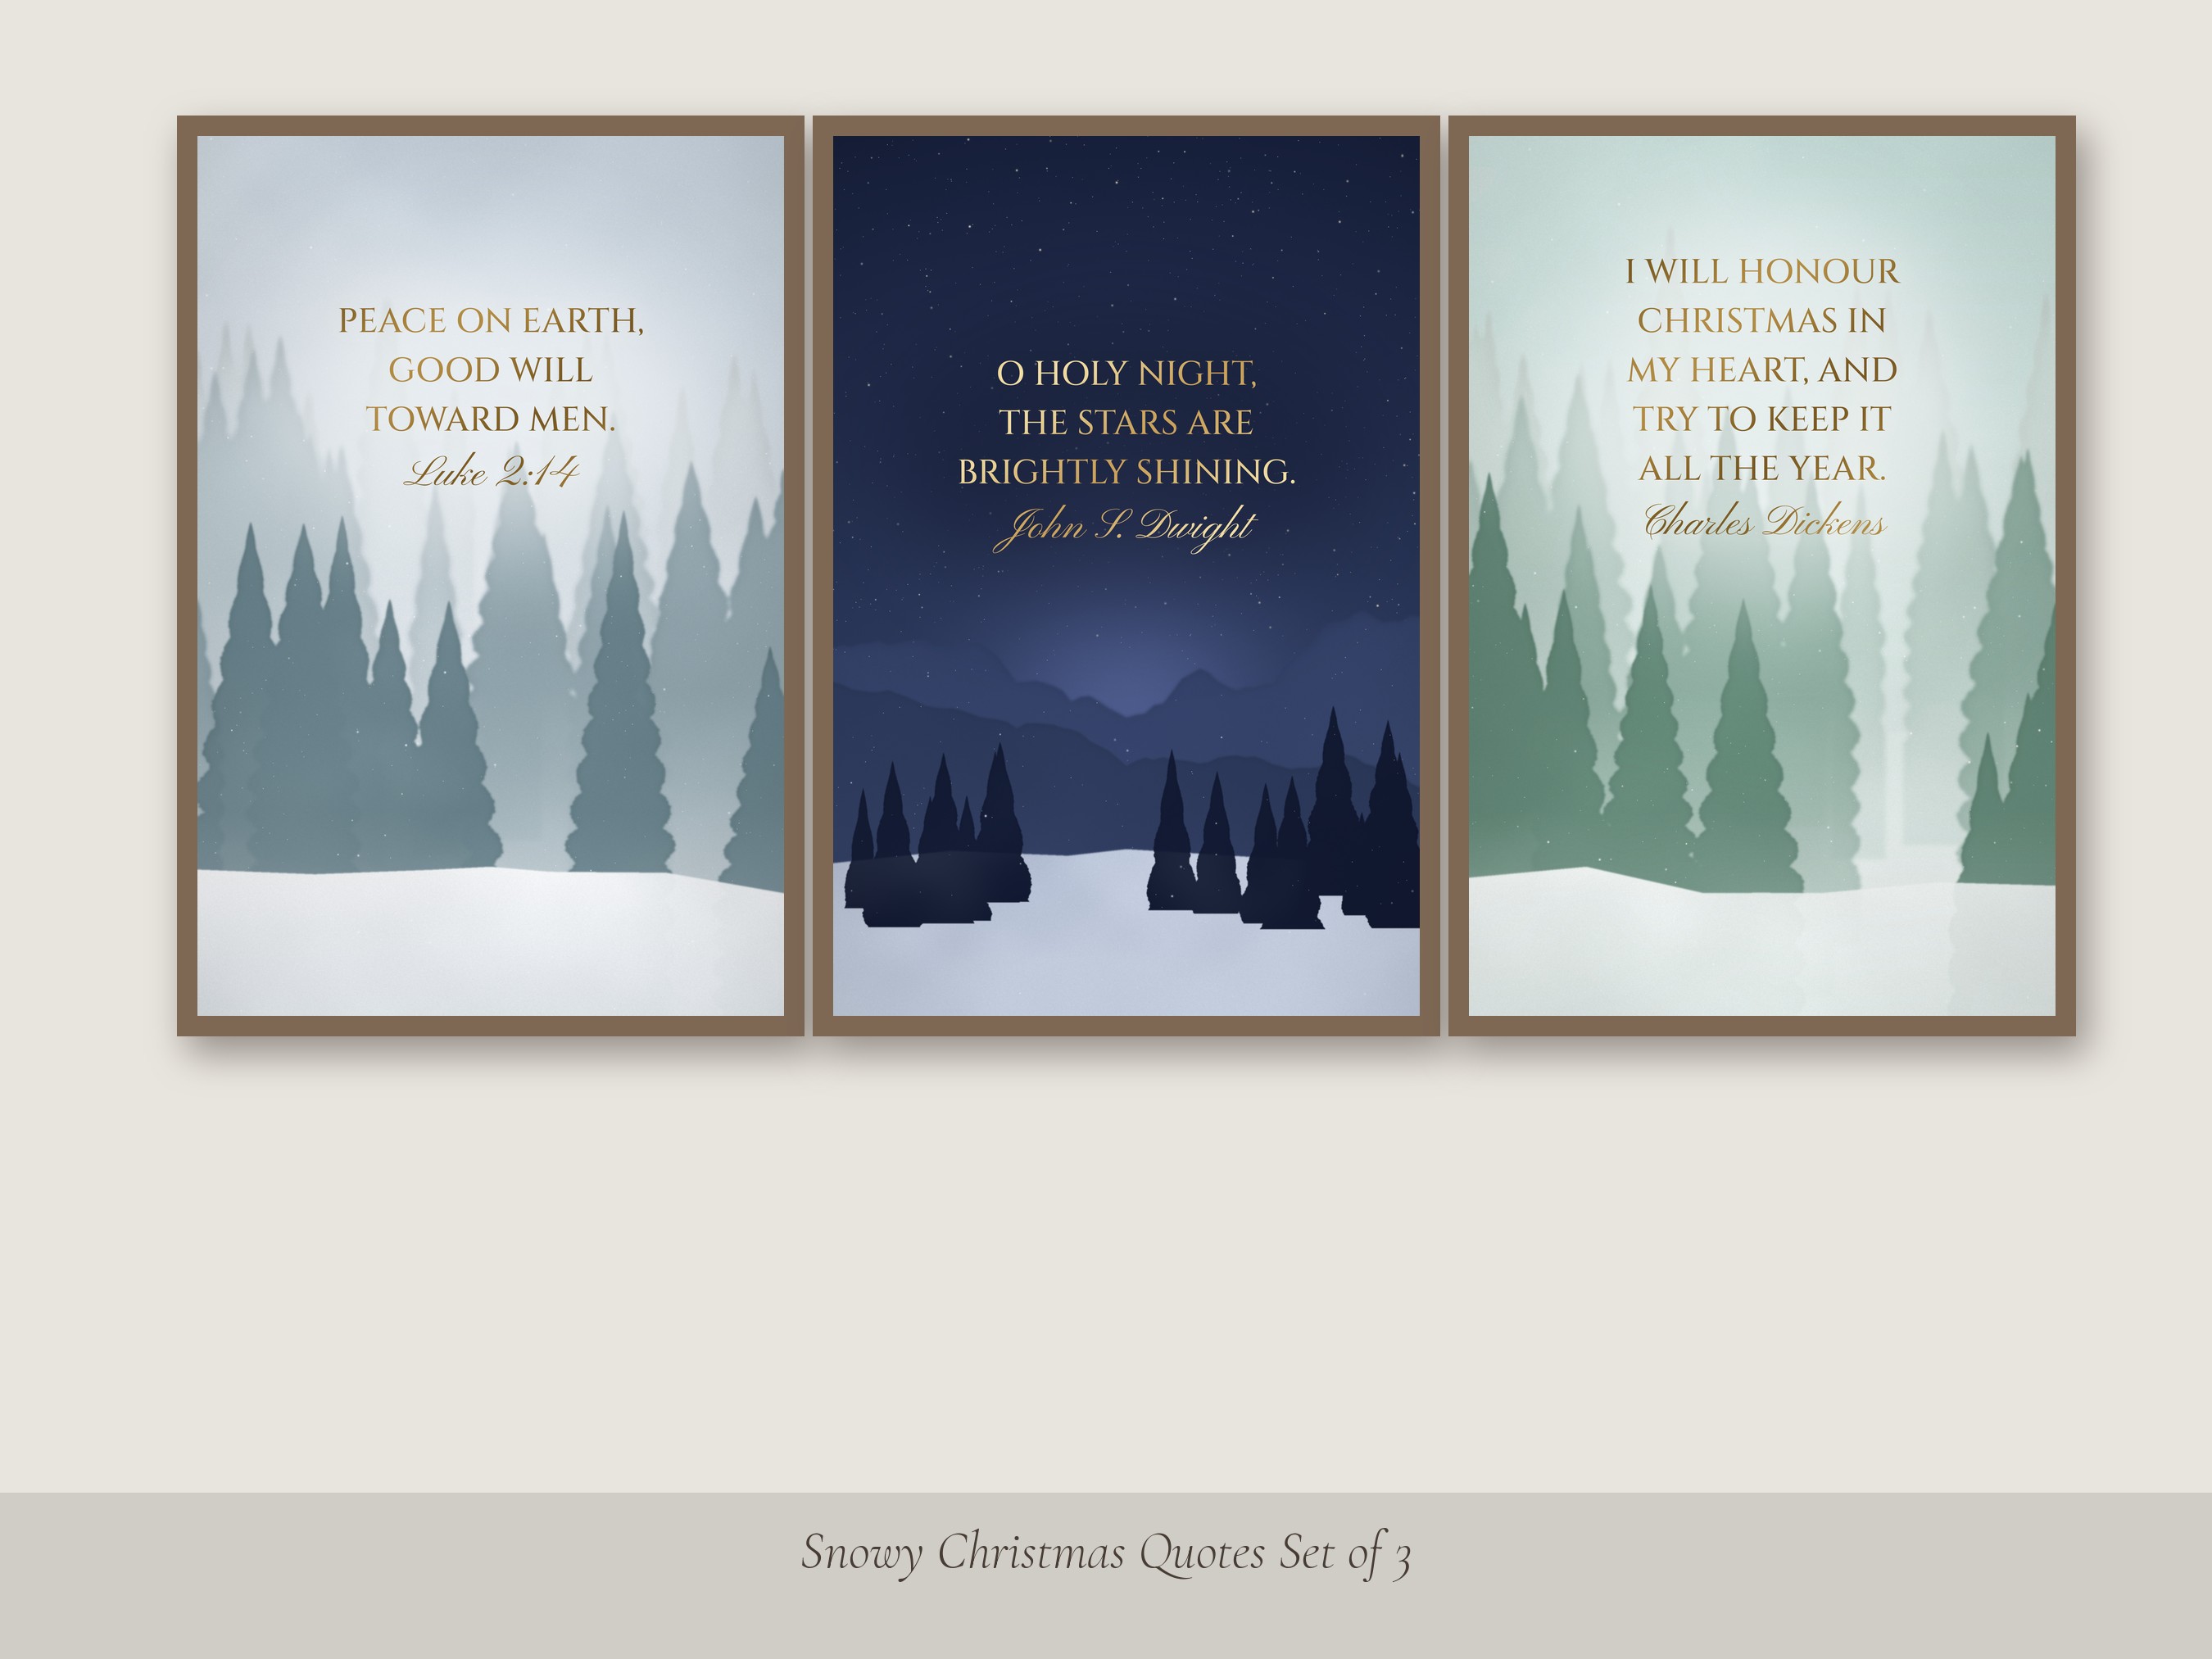 PEACE ON EARTH,
GOOD WILL
TOWARD MEN.
Luke 2:14
O HOLY NIGHT,
THE STARS ARE
BRIGHTLY SHINING.
John S. Dwight
I WILL HONOUR
CHRISTMAS IN
MY HEART, AND
TRY TO KEEP IT
ALL THE YEAR.
Charles Dickens
Snowy Christmas Quotes Set of 3